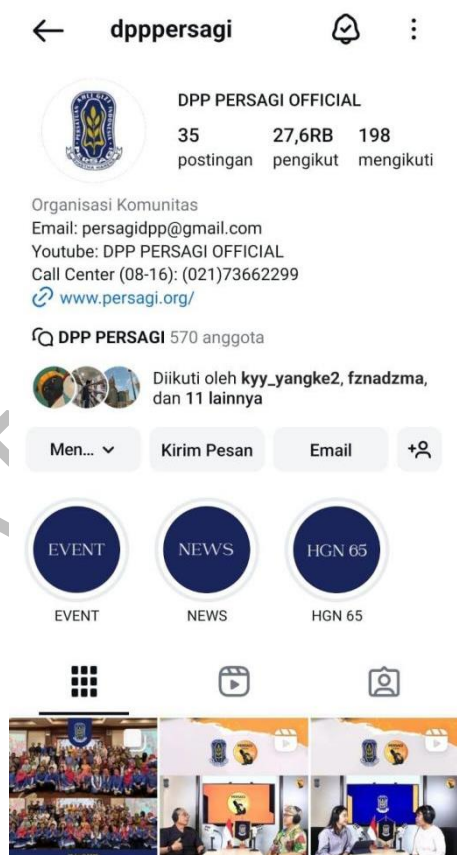 dpppersagi
DPP PERSAGI OFFICIAL
35 27,6RB 198
postingan pengikut mengikuti
Organisasi Komunitas
Email: persagidpp@gmail.com
Youtube: DPP PERSAGI OFFICIAL
Call Center (08-16): (021)73662299
www.persagi.org/
DPP PERSAGI 570 anggota
Diikuti oleh kyy_yangke2, fznadzma,
dan 11 lainnya
Men... Kirim Pesan Email
EVENT NEWS HGN 65
EVENT NEWS HGN 65